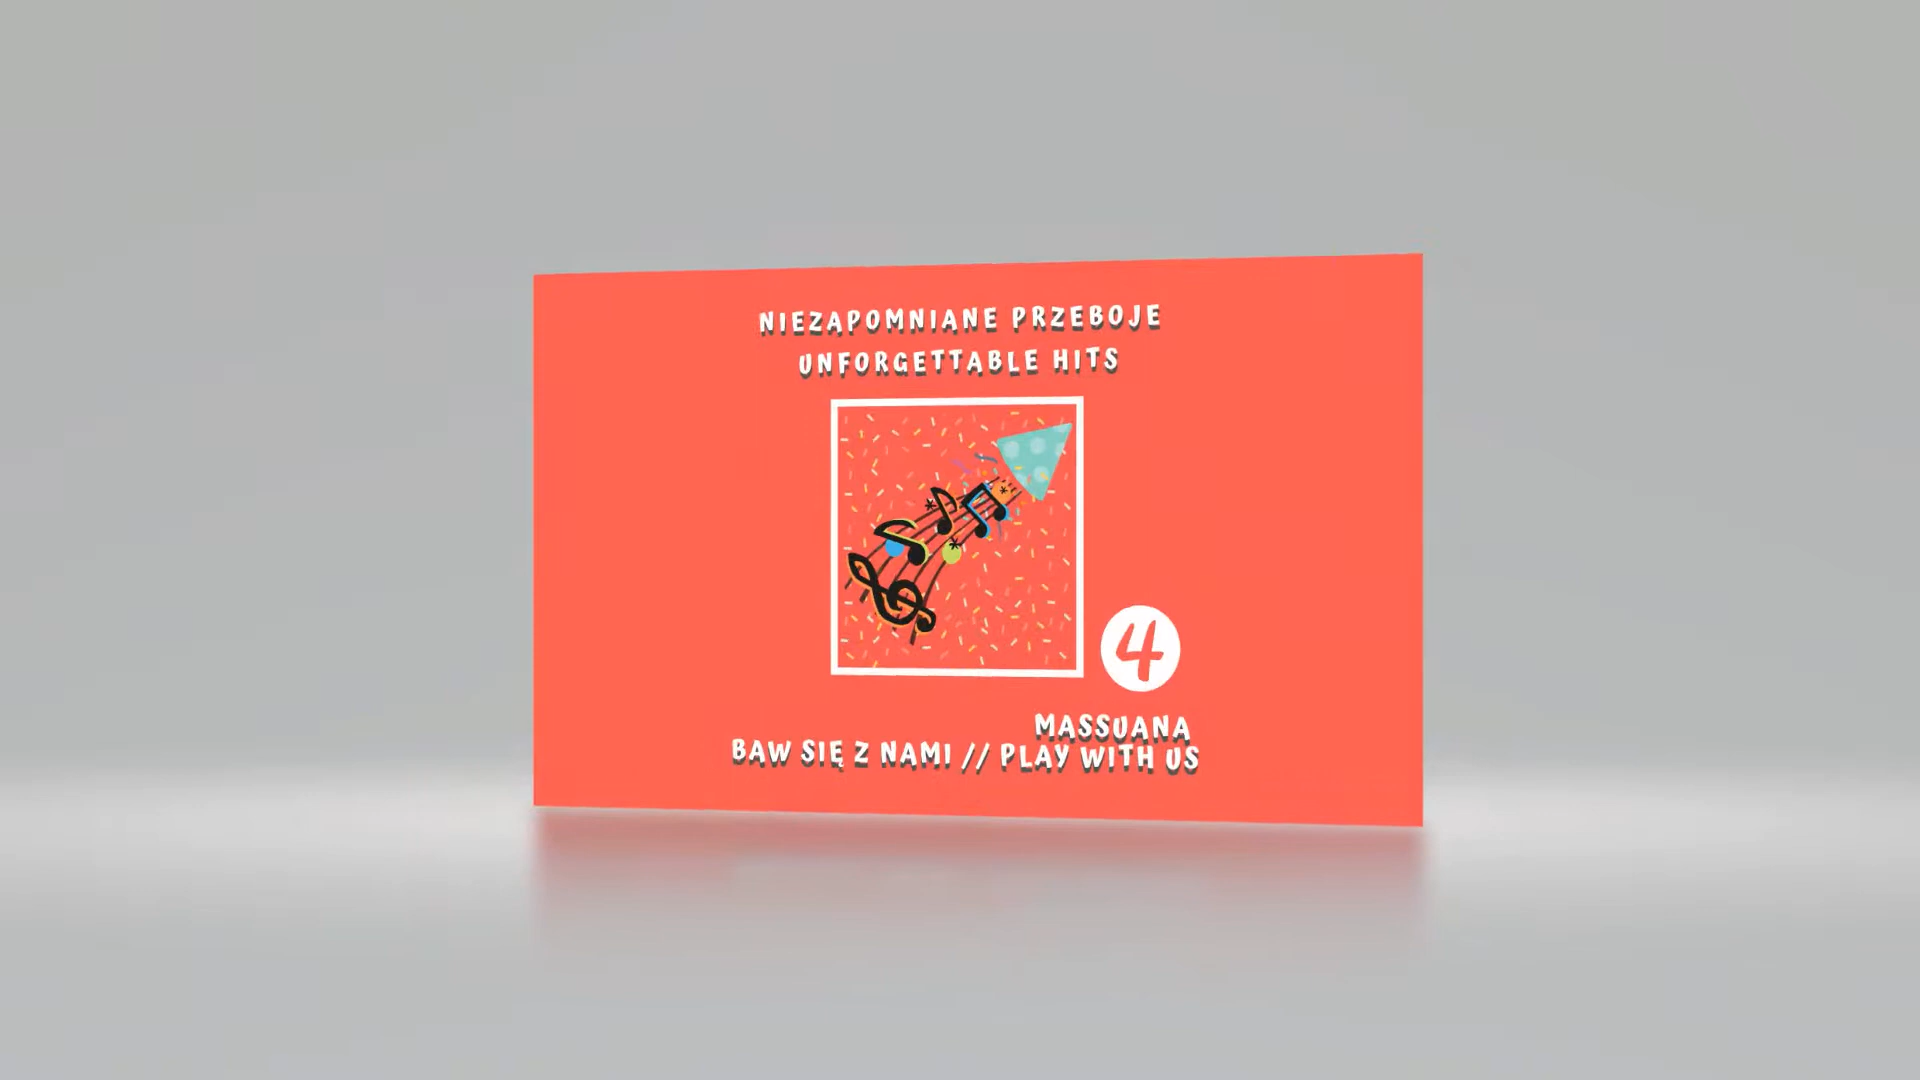 NIEZAPOMNIANE PRZEBOJE
UNFORGETTABLE HITS
4
MASSUANA
BAW SIĘ Z NAMI // PLAY WITH US